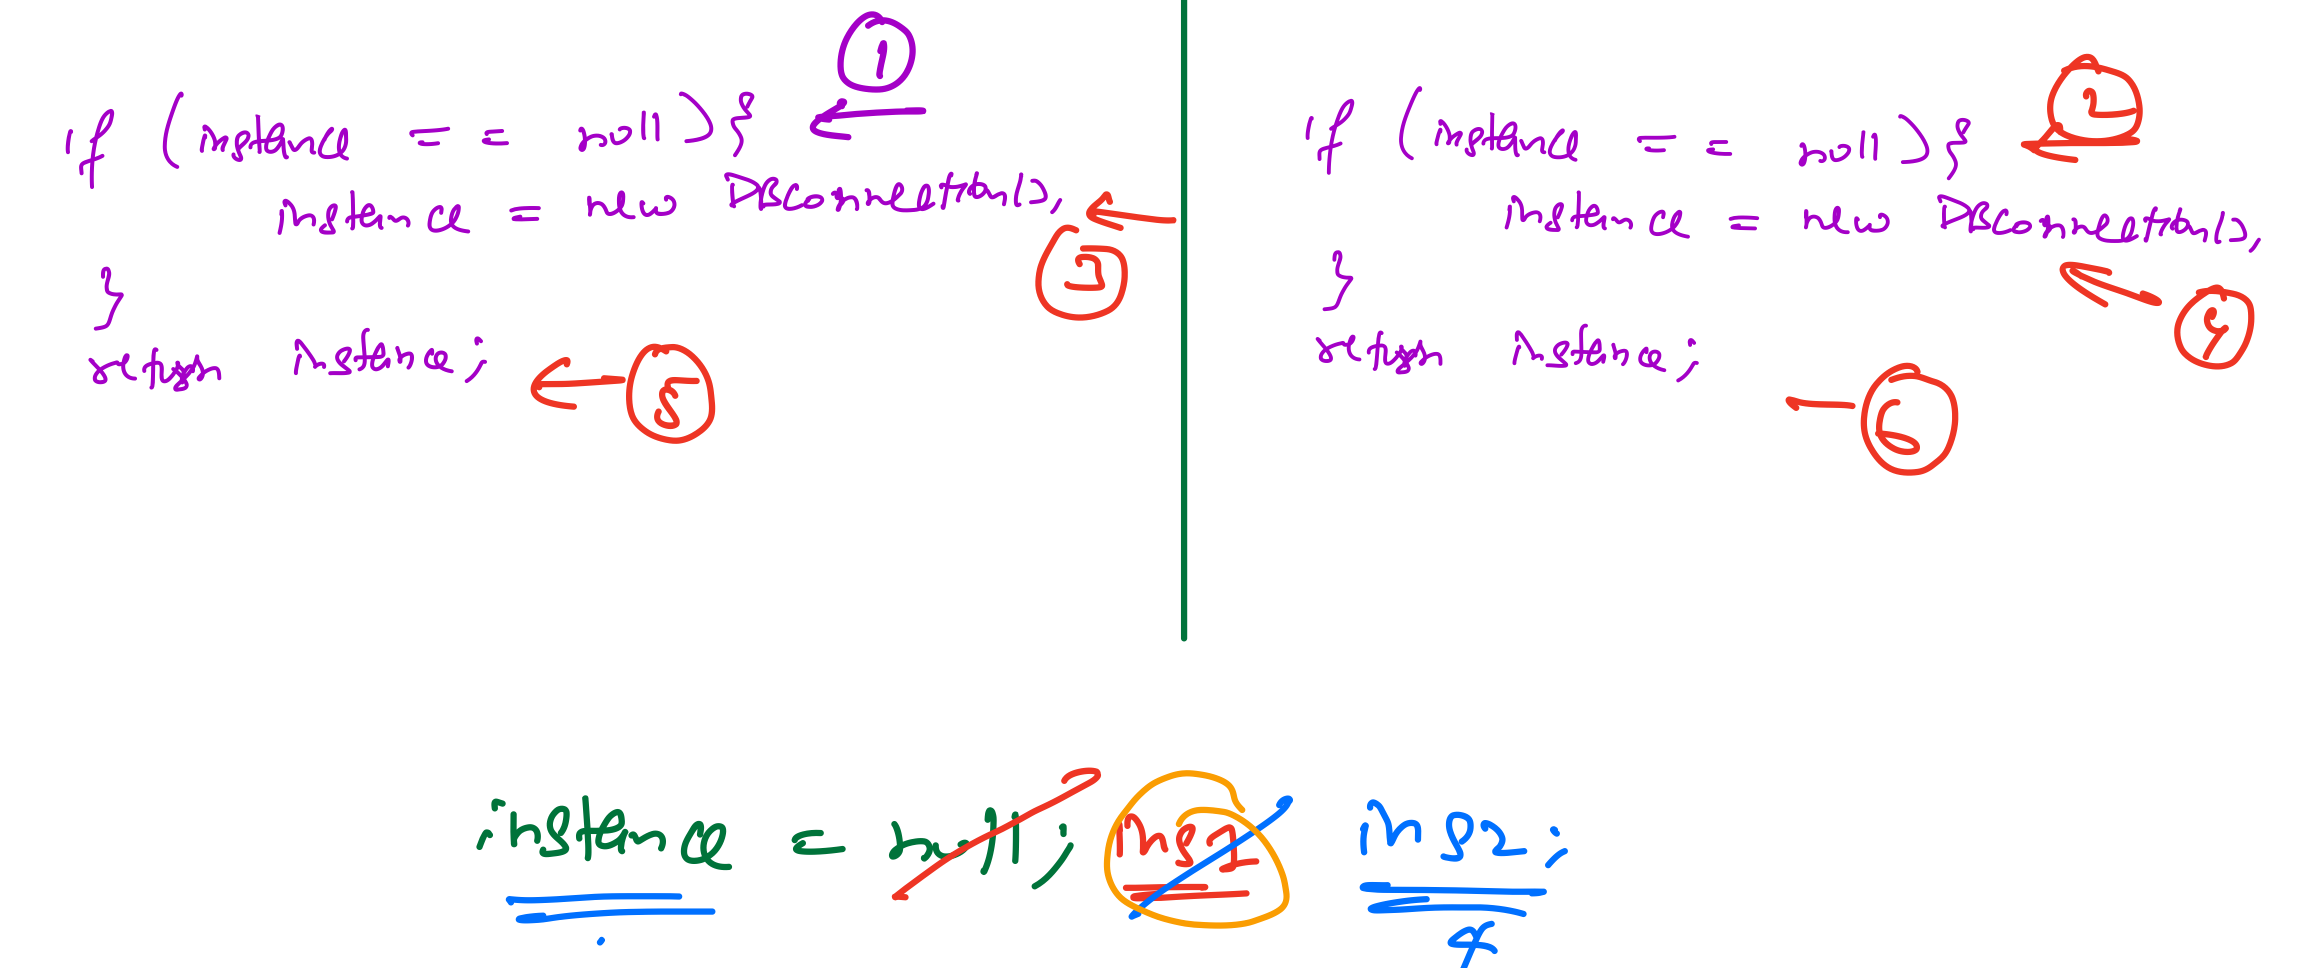 1
if (instance == null) {
instance = new DBConnection();
3
}
return instance;
5
2
if (instance == null) {
instance = new DBConnection();
4
}
return instance;
6
instance = null; ins1 ins2;